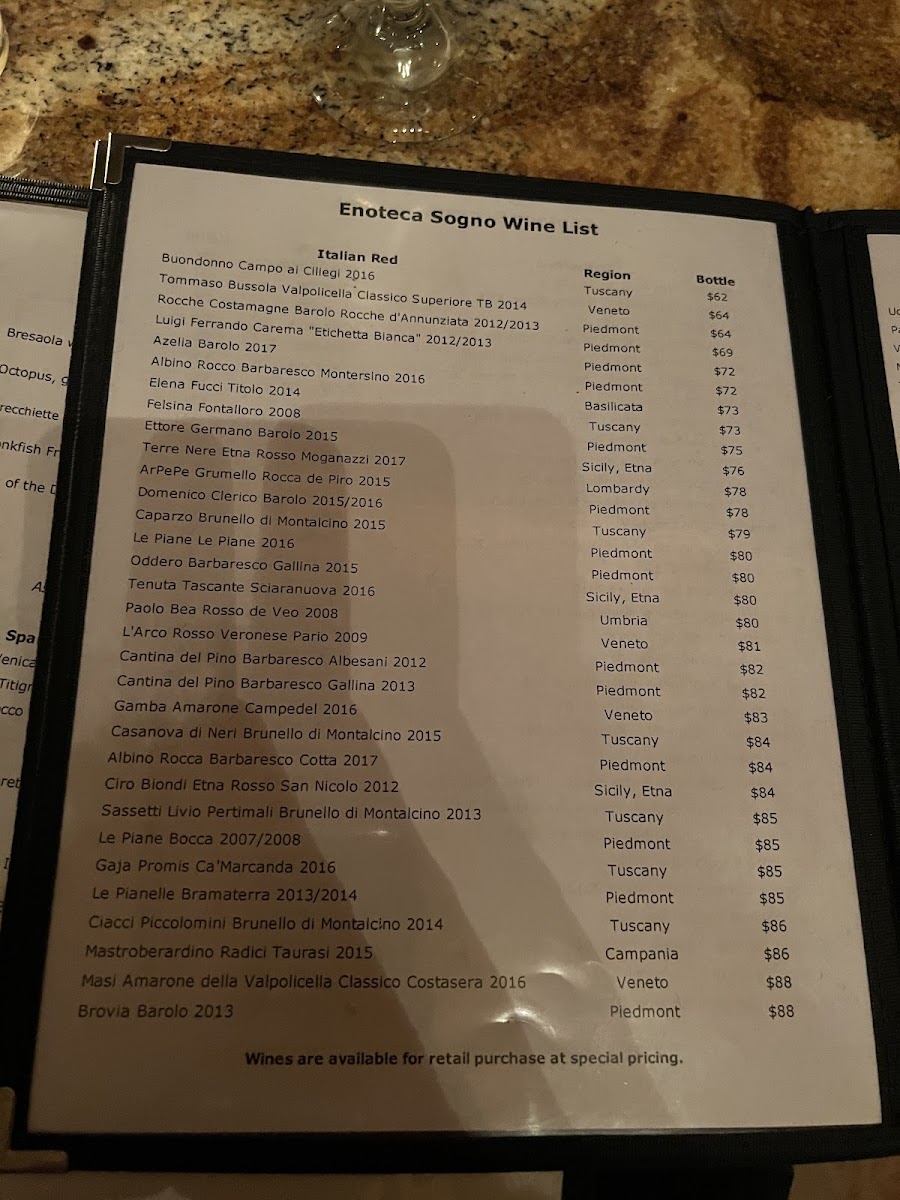 Bresaola
Octopus, g
recchiette
nkfish Fr
of the
Spa
Enoteca Sogno Wine List
Italian Red Region Bottle
Buondonno Campo ai Ciliegi 2016 Tuscany $62
Tommaso Bussola Valpolicella Classico Superiore TB 2014 Veneto $64
Rocche Costamagne Barolo Rocche d'Annunziata 2012/2013 Piedmont $64
Luigi Ferrando Carema "Etichetta Bianca" 2012/2013 Piedmont $69
Azelia Barolo 2017 Piedmont $72
Albino Rocco Barbaresco Montersino 2016 Piedmont $72
Elena Fucci Titolo 2014 Basilicata $73
Felsina Fontalloro 2008 Tuscany $73
Ettore Germano Barolo 2015 Piedmont $75
Terre Nere Etna Rosso Moganazzi 2017 Sicily, Etna $76
ArPePe Grumello Rocca de Piro 2015 Lombardy $78
Domenico Clerico Barolo 2015/2016 Piedmont $78
Caparzo Brunello di Montalcino 2015 Tuscany $79
Le Piane Le Piane 2016 Piedmont $80
Oddero Barbaresco Gallina 2015 Piedmont $80
Tenuta Tascante Sciaranuova 2016 Sicily, Etna $80
Paolo Bea Rosso de Veo 2008 Umbria $80
L'Arco Rosso Veronese Pario 2009 Veneto $81
Cantina del Pino Barbaresco Albesani 2012 Piedmont $82
Cantina del Pino Barbaresco Gallina 2013 Piedmont $82
Gamba Amarone Campedel 2016 Veneto $83
Casanova di Neri Brunello di Montalcino 2015 Tuscany $84
Albino Rocca Barbaresco Cotta 2017 Piedmont $84
Ciro Biondi Etna Rosso San Nicolo 2012 Sicily, Etna $84
Sassetti Livio Pertimali Brunello di Montalcino 2013 Tuscany $85
Le Piane Bocca 2007/2008 Piedmont $85
Gaja Promis Ca'Marcanda 2016 Tuscany $85
Le Pianelle Bramaterra 2013/2014 Piedmont $85
Ciacci Piccolomini Brunello di Montalcino 2014 Tuscany $86
Mastroberardino Radici Taurasi 2015 Campania $86
Masi Amarone della Valpolicella Classico Costasera 2016 Veneto $88
Brovia Barolo 2013 Piedmont $88
Wines are available for retail purchase at special pricing.